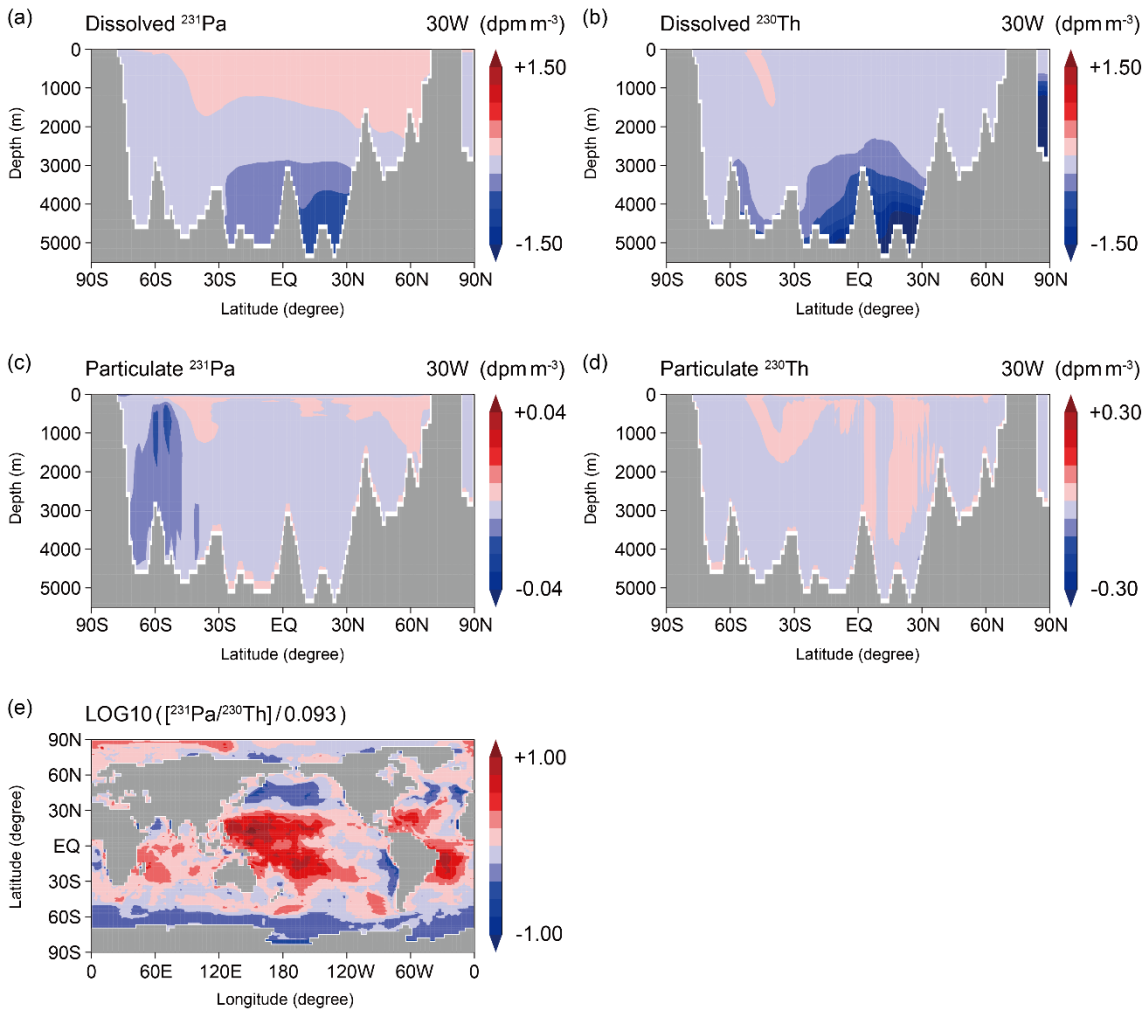 (a) Dissolved ²³¹Pa 30W (dpm m⁻³)
0
1000
2000
3000
4000
5000
Depth (m)
90S 60S 30S EQ 30N 60N 90N
Latitude (degree)
+1.50
-1.50
(b) Dissolved ²³⁰Th 30W (dpm m⁻³)
0
1000
2000
3000
4000
5000
Depth (m)
90S 60S 30S EQ 30N 60N 90N
Latitude (degree)
+1.50
-1.50
(c) Particulate ²³¹Pa 30W (dpm m⁻³)
0
1000
2000
3000
4000
5000
Depth (m)
90S 60S 30S EQ 30N 60N 90N
Latitude (degree)
+0.04
-0.04
(d) Particulate ²³⁰Th 30W (dpm m⁻³)
0
1000
2000
3000
4000
5000
Depth (m)
90S 60S 30S EQ 30N 60N 90N
Latitude (degree)
+0.30
-0.30
(e) LOG10 ( [²³¹Pa/²³⁰Th] / 0.093 )
90N
60N
30N
EQ
30S
60S
90S
Latitude (degree)
0 60E 120E 180 120W 60W 0
Longitude (degree)
+1.00
-1.00